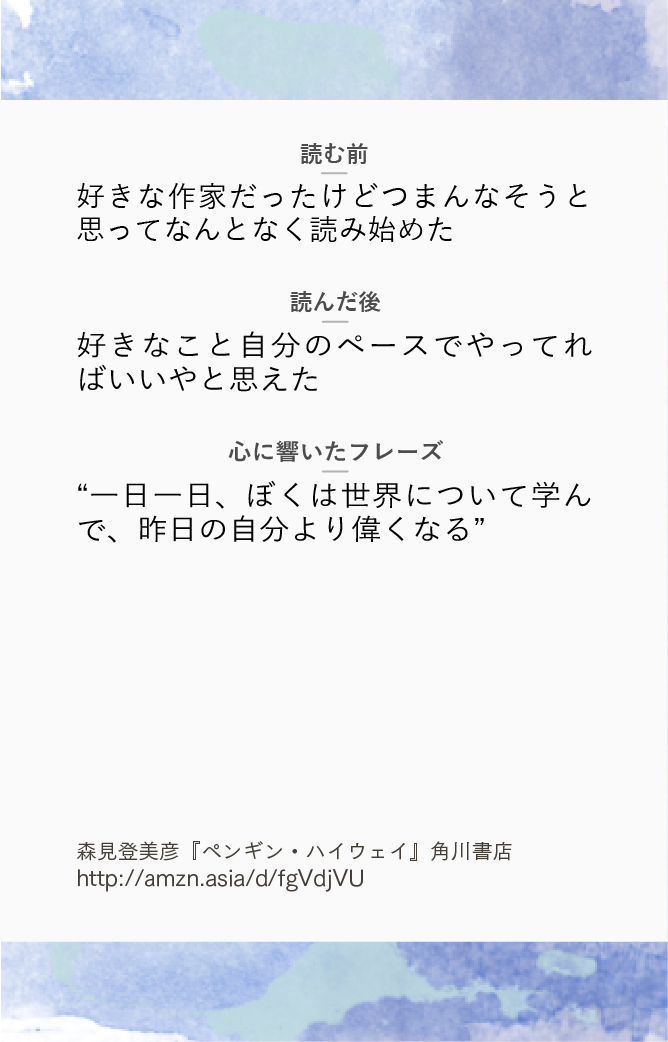 読む前
好きな作家だったけどつまんなそうと
思ってなんとなく読み始めた
読んだ後
好きなこと自分のペースでやってれ
ばいいやと思えた
心に響いたフレーズ
“一日一日、ぼくは世界について学ん
で、昨日の自分より偉くなる”
森見登美彦『ペンギン・ハイウェイ』角川書店
http://amzn.asia/d/fgVdjVU